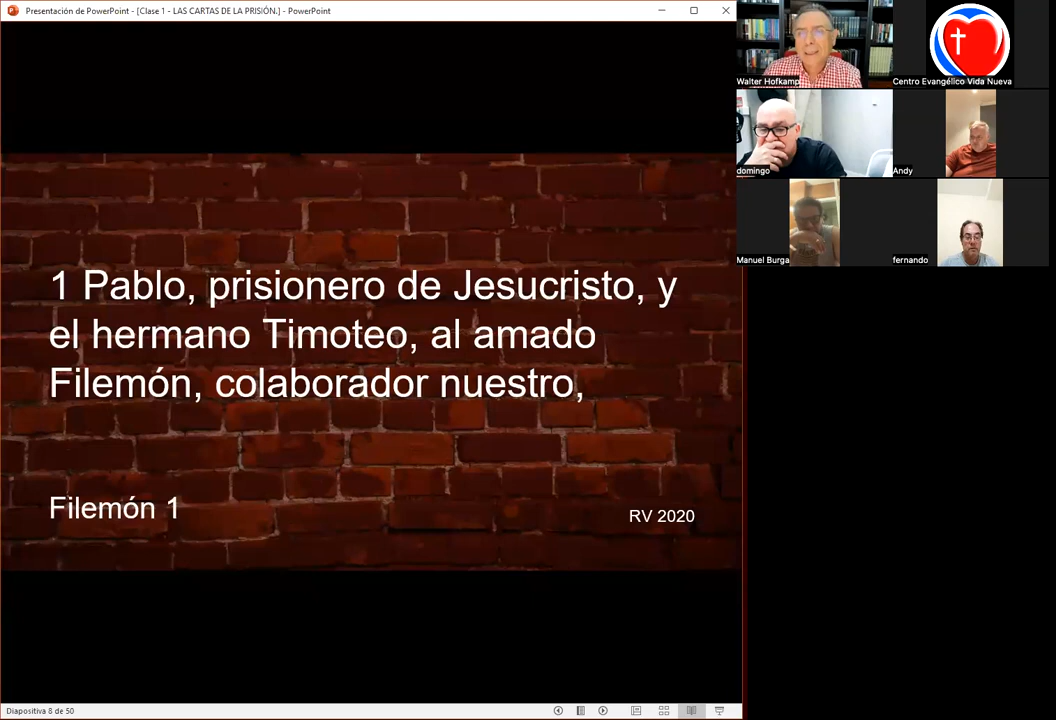 Presentación de PowerPoint - [Clase 1 - LAS CARTAS DE LA PRISIÓN.] - PowerPoint
Walter Hofkamp
Centro Evangélico Vida Nueva
domingo
Andy
Manuel Burga
fernando
1 Pablo, prisionero de Jesucristo, y
el hermano Timoteo, al amado
Filemón, colaborador nuestro,
Filemón 1
RV 2020
Diapositiva 8 de 50